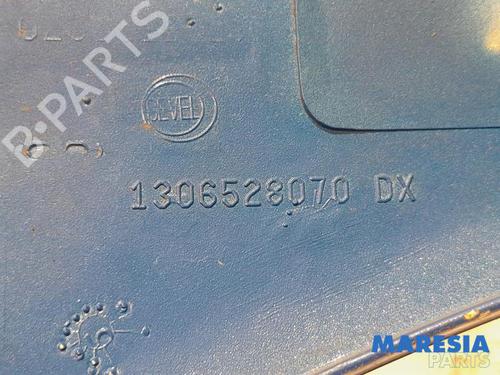 B-PARTS
SEVEL
1306528070 DX
MARESIA
PARTS